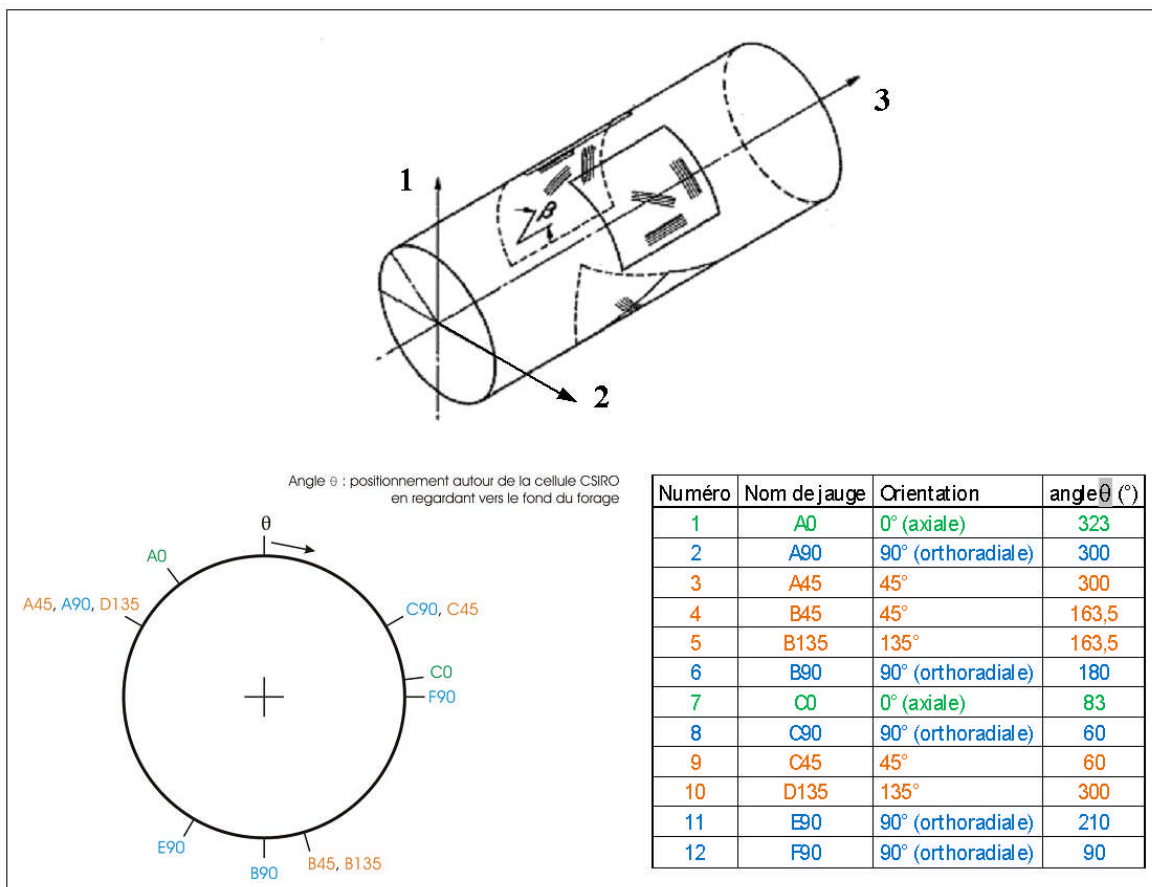 3
1
β
2
Angle θ : positionnement autour de la cellule CSIRO
en regardant vers le fond du forage
θ
A0
A45, A90, D135
C90, C45
C0
F90
E90
B90
B45, B135
Numéro Nom de jauge Orientation angle θ (°)
1 A0 0° (axiale) 323
2 A90 90° (orthoradiale) 300
3 A45 45° 300
4 B45 45° 163,5
5 B135 135° 163,5
6 B90 90° (orthoradiale) 180
7 C0 0° (axiale) 83
8 C90 90° (orthoradiale) 60
9 C45 45° 60
10 D135 135° 300
11 E90 90° (orthoradiale) 210
12 F90 90° (orthoradiale) 90